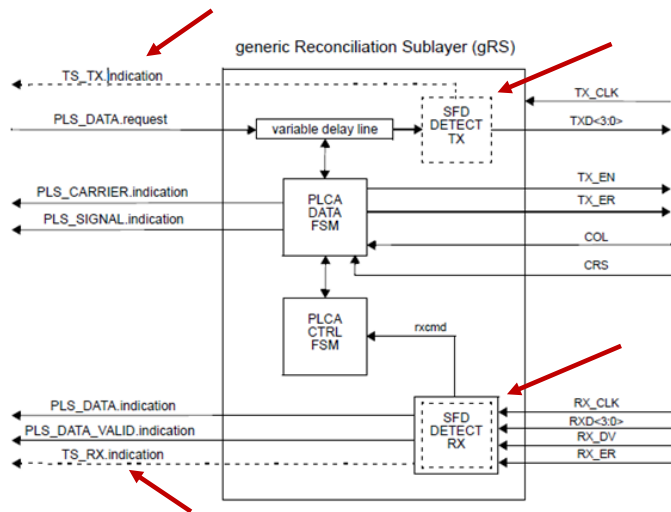 generic Reconciliation Sublayer (gRS)
TS_TX.Indication
TX_CLK
SFD
DETECT
TX
PLS_DATA.request
variable delay line
TXD<3:0>
PLS_CARRIER.indication
PLCA
DATA
FSM
TX_EN
TX_ER
PLS_SIGNAL.indication
COL
CRS
PLCA
CTRL
FSM
rxcmd
PLS_DATA.indication
PLS_DATA_VALID.indication
TS_RX.indication
SFD
DETECT
RX
RX_CLK
RXD<3:0>
RX_DV
RX_ER